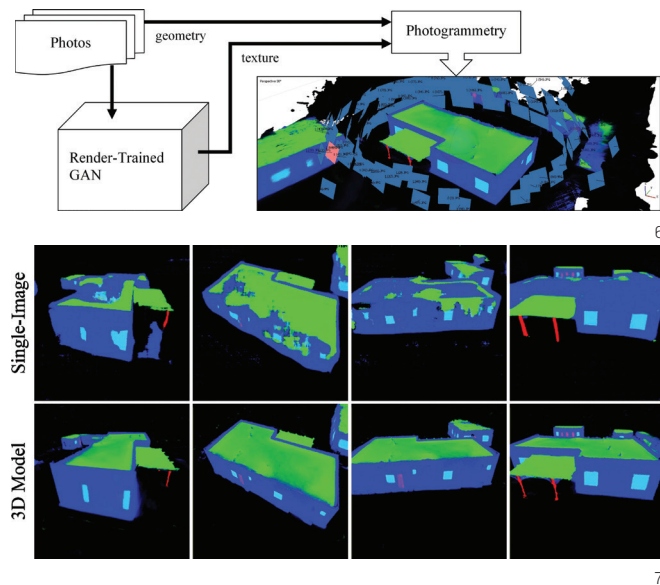 Photos
geometry
Photogrammetry
texture
Render-Trained
GAN
6
Single-Image
3D Model
7